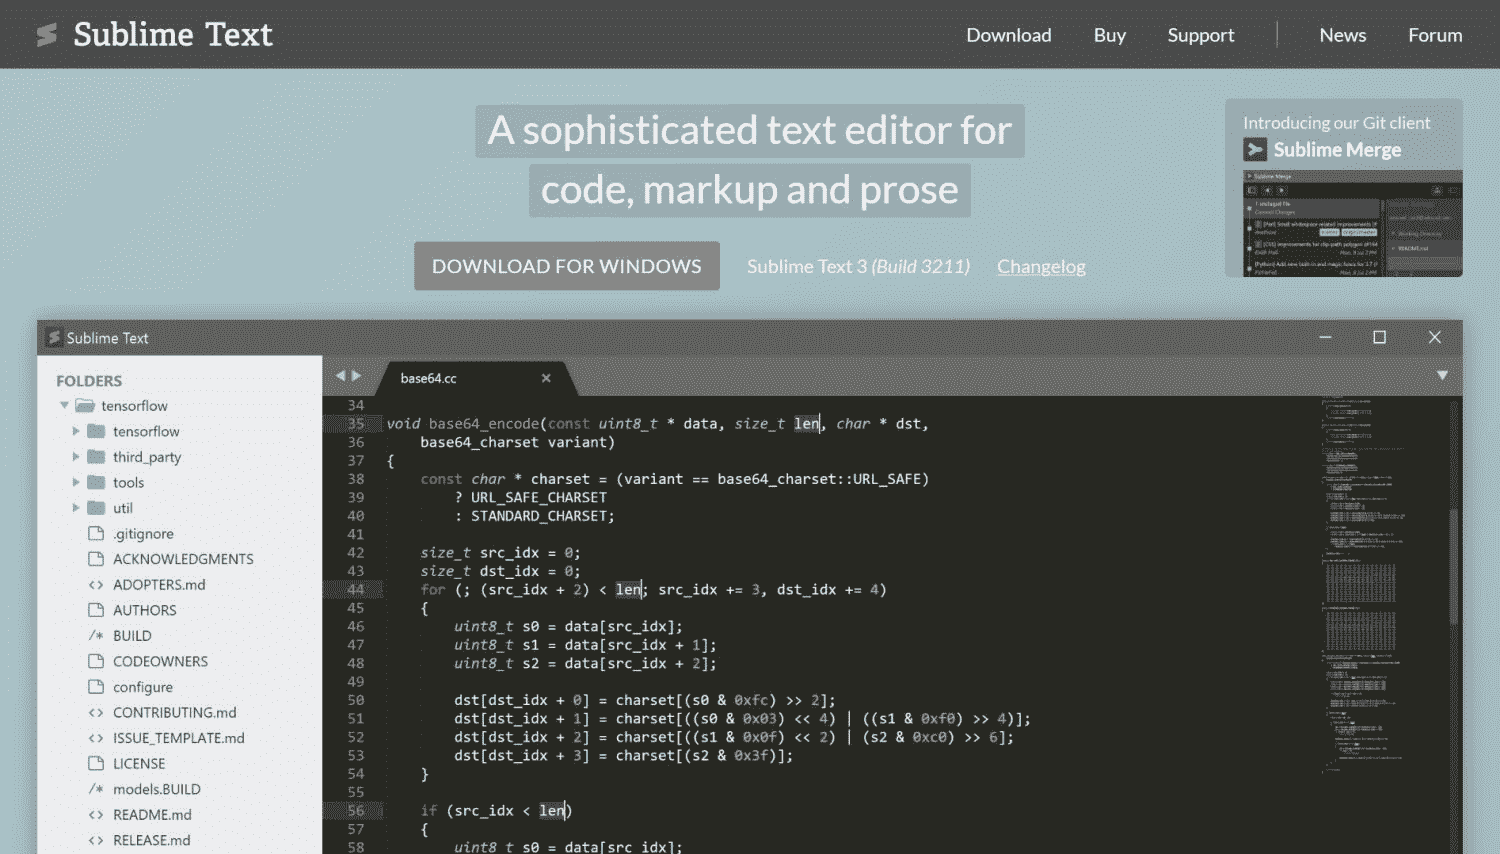 Sublime Text
Download Buy Support News Forum
A sophisticated text editor for
code, markup and prose
DOWNLOAD FOR WINDOWS Sublime Text 3 (Build 3211) Changelog
Introducing our Git client
Sublime Merge
Sublime Merge
Sublime Text
FOLDERS
tensorflow
tensorflow
third_party
tools
util
.gitignore
ACKNOWLEDGMENTS
<> ADOPTERS.md
AUTHORS
/* BUILD
CODEOWNERS
configure
<> CONTRIBUTING.md
<> ISSUE_TEMPLATE.md
LICENSE
/* models.BUILD
<> README.md
<> RELEASE.md
base64.cc
34
35 void base64_encode(const uint8_t * data, size_t len, char * dst,
36     base64_charset variant)
37 {
38     const char * charset = (variant == base64_charset::URL_SAFE)
39         ? URL_SAFE_CHARSET
40         : STANDARD_CHARSET;
41
42     size_t src_idx = 0;
43     size_t dst_idx = 0;
44     for (; (src_idx + 2) < len; src_idx += 3, dst_idx += 4)
45     {
46         uint8_t s0 = data[src_idx];
47         uint8_t s1 = data[src_idx + 1];
48         uint8_t s2 = data[src_idx + 2];
49
50         dst[dst_idx + 0] = charset[(s0 & 0xfc) >> 2];
51         dst[dst_idx + 1] = charset[((s0 & 0x03) << 4) | ((s1 & 0xf0) >> 4)];
52         dst[dst_idx + 2] = charset[((s1 & 0x0f) << 2) | (s2 & 0xc0) >> 6];
53         dst[dst_idx + 3] = charset[(s2 & 0x3f)];
54     }
55
56     if (src_idx < len)
57     {
58         uint8_t s0 = data[src_idx];